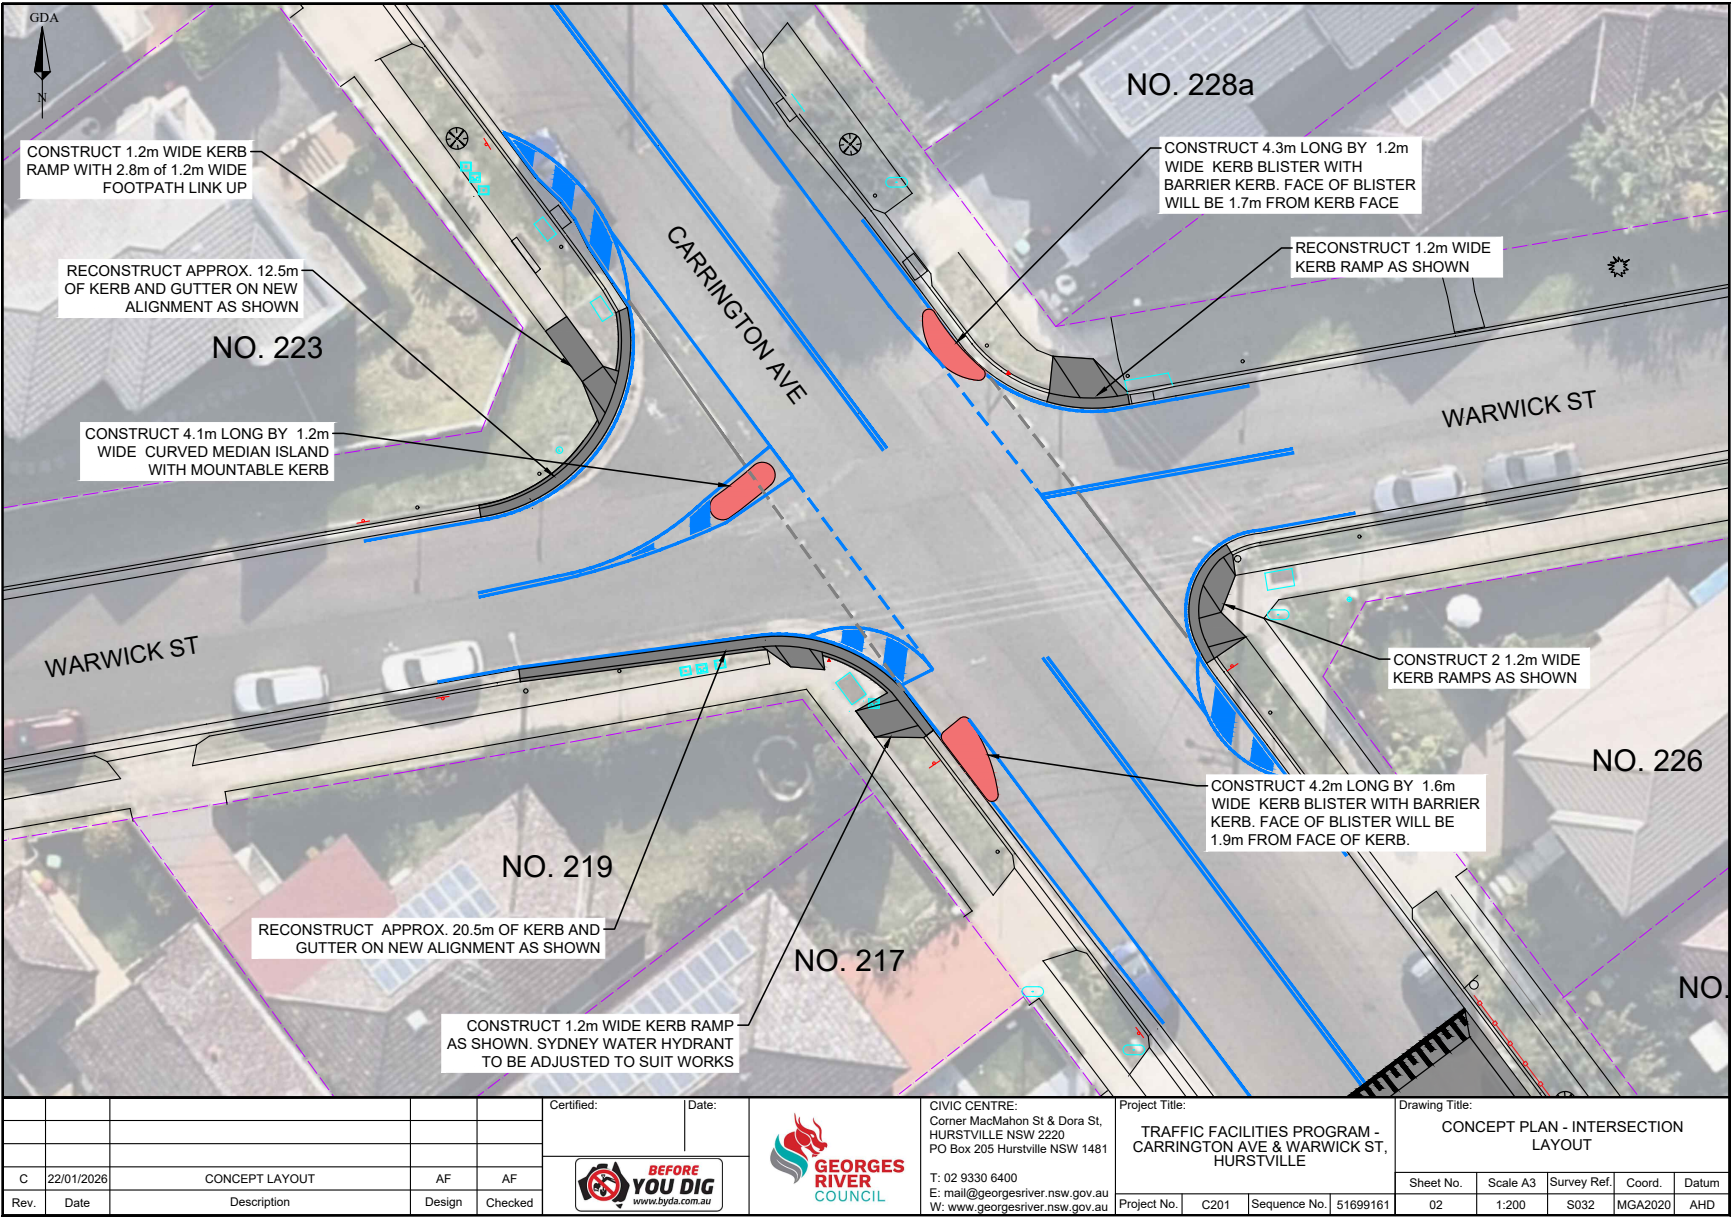 GDA
N
NO. 228a
CONSTRUCT 1.2m WIDE KERB
RAMP WITH 2.8m of 1.2m WIDE
FOOTPATH LINK UP
CONSTRUCT 4.3m LONG BY 1.2m
WIDE KERB BLISTER WITH
BARRIER KERB. FACE OF BLISTER
WILL BE 1.7m FROM KERB FACE
RECONSTRUCT 1.2m WIDE
KERB RAMP AS SHOWN
RECONSTRUCT APPROX. 12.5m
OF KERB AND GUTTER ON NEW
ALIGNMENT AS SHOWN
CARRINGTON AVE
NO. 223
WARWICK ST
CONSTRUCT 4.1m LONG BY 1.2m
WIDE CURVED MEDIAN ISLAND
WITH MOUNTABLE KERB
WARWICK ST
CONSTRUCT 2 1.2m WIDE
KERB RAMPS AS SHOWN
NO. 226
CONSTRUCT 4.2m LONG BY 1.6m
WIDE KERB BLISTER WITH BARRIER
KERB. FACE OF BLISTER WILL BE
1.9m FROM FACE OF KERB.
NO. 219
RECONSTRUCT APPROX. 20.5m OF KERB AND
GUTTER ON NEW ALIGNMENT AS SHOWN
NO. 217
NO.
CONSTRUCT 1.2m WIDE KERB RAMP
AS SHOWN. SYDNEY WATER HYDRANT
TO BE ADJUSTED TO SUIT WORKS
C 22/01/2026 CONCEPT LAYOUT AF AF
Rev. Date Description Design Checked
Certified: Date:
BEFORE
YOU DIG
www.byda.com.au
GEORGES
RIVER
COUNCIL
CIVIC CENTRE:
Corner MacMahon St & Dora St,
HURSTVILLE NSW 2220
PO Box 205 Hurstville NSW 1481
T: 02 9330 6400
E: mail@georgesriver.nsw.gov.au
W: www.georgesriver.nsw.gov.au
Project Title:
TRAFFIC FACILITIES PROGRAM -
CARRINGTON AVE & WARWICK ST,
HURSTVILLE
Project No. C201 Sequence No. 51699161
Drawing Title:
CONCEPT PLAN - INTERSECTION
LAYOUT
Sheet No. Scale A3 Survey Ref. Coord. Datum
02 1:200 S032 MGA2020 AHD